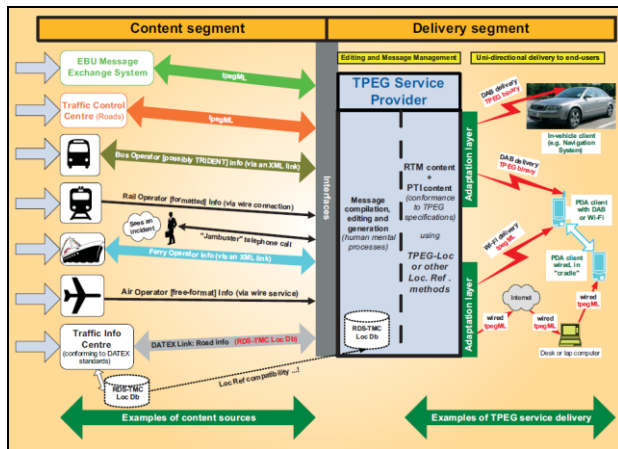 Content segment
Delivery segment
EBU Message
Exchange System
tpegML
Traffic Control
Centre (Roads)
tpegML
Bus Operator [possibly TRIDENT] info (via an XML link)
Rail Operator [formatted] Info (via wire connection)
Sees an
incident
"Jambuster" telephone call
Ferry Operator Info (via an XML link)
Air Operator [free-format] Info (via wire service)
Traffic Info
Centre
(conforming to DATEX
standards)
DATEX Link: Road Info (RDS-TMC Loc Db)
RDS-TMC
Loc Db
Loc Ref compatibility ...!
Examples of content sources
Interfaces
Editing and Message Management
TPEG Service
Provider
Message
compilation,
editing and
generation
(human mental
processes)
RDS-TMC
Loc Db
RTM content
+
PTI content
(conformance
to TPEG
specifications)
using
TPEG-Loc
or other
Loc. Ref .
methods
Adaptation layer
Adaptation layer
Uni-directional delivery to end-users
DAB delivery
TPEG binary
In-vehicle client
(e.g. Navigation
System)
DAB delivery
TPEG binary
PDA client
with DAB
or Wi-Fi
Wi-Fi delivery
tpegML
PDA client
wired, in
"cradle"
Internet
wired
tpegML
wired
tpegML
wired
tpegML
Desk or lap computer
Examples of TPEG service delivery